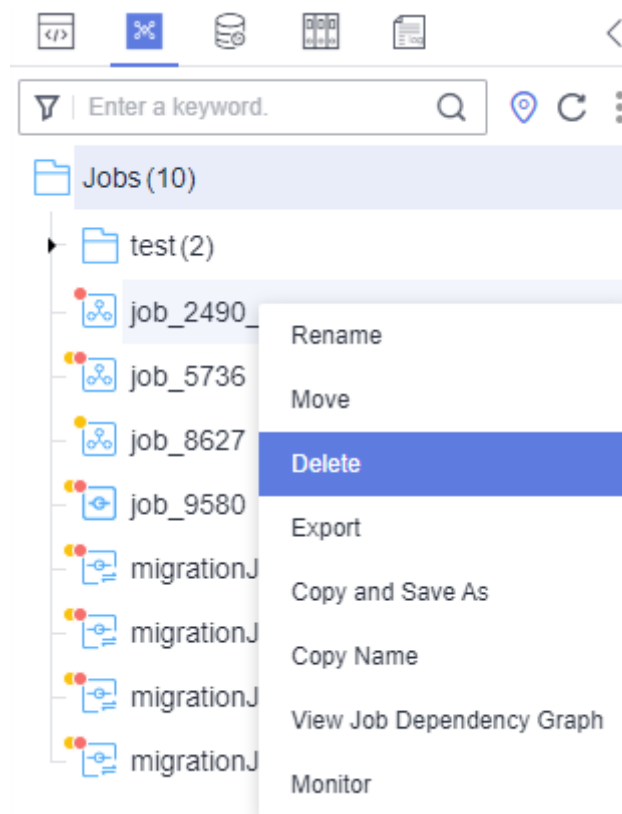 Enter a keyword.
Jobs (10)
test (2)
job_2490_
job_5736
job_8627
job_9580
migrationJ
migrationJ
migrationJ
migrationJ
Rename
Move
Delete
Export
Copy and Save As
Copy Name
View Job Dependency Graph
Monitor